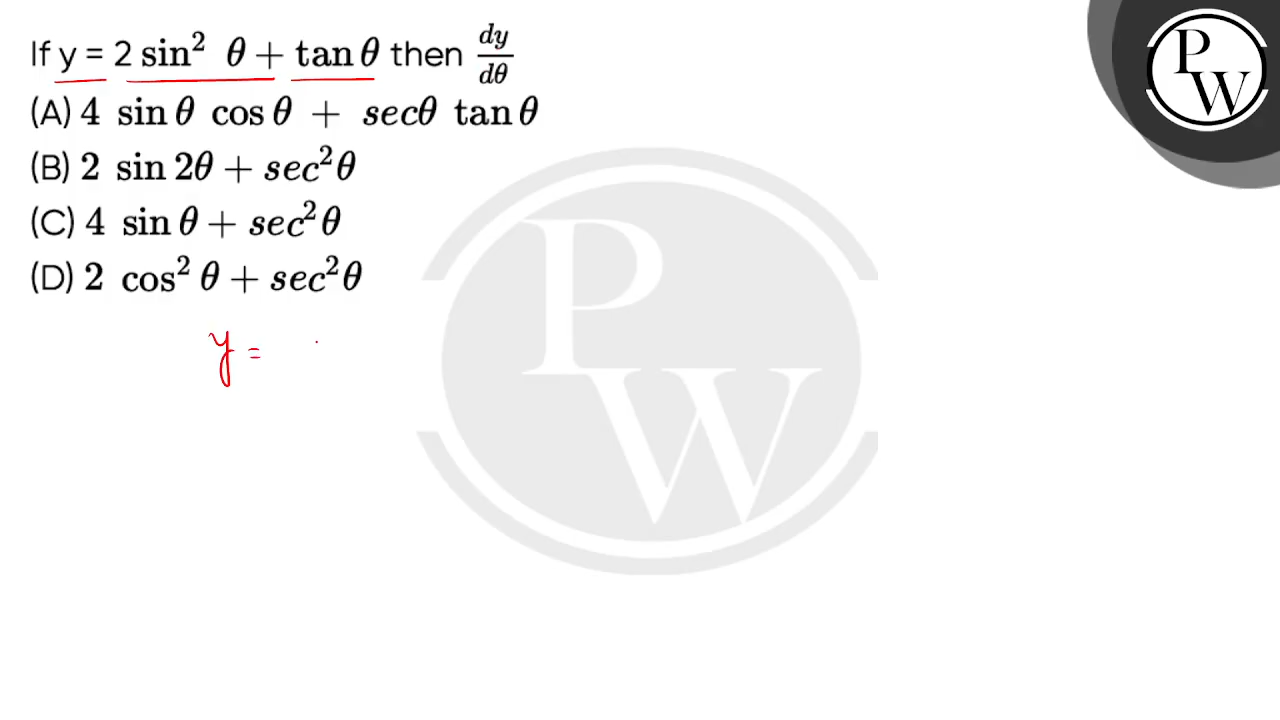 If y = 2 sin² θ + tan θ then dy/dθ
(A) 4 sin θ cos θ + secθ tan θ
(B) 2 sin 2θ + sec²θ
(C) 4 sin θ + sec²θ
(D) 2 cos² θ + sec²θ
y =
PW
PW